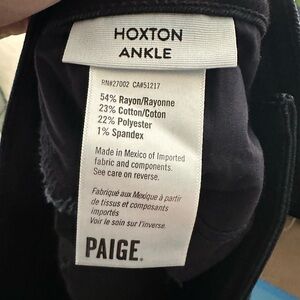 HOXTON
ANKLE
RN#27002 CA#51217
54% Rayon/Rayonne
23% Cotton/Coton
22% Polyester
1% Spandex
Made in Mexico of Imported
fabric and components.
See care on reverse.
Fabriqué aux Mexique à partir
de tissus et composants
importés
Voir le soin sur l'inverse.
PAIGE.